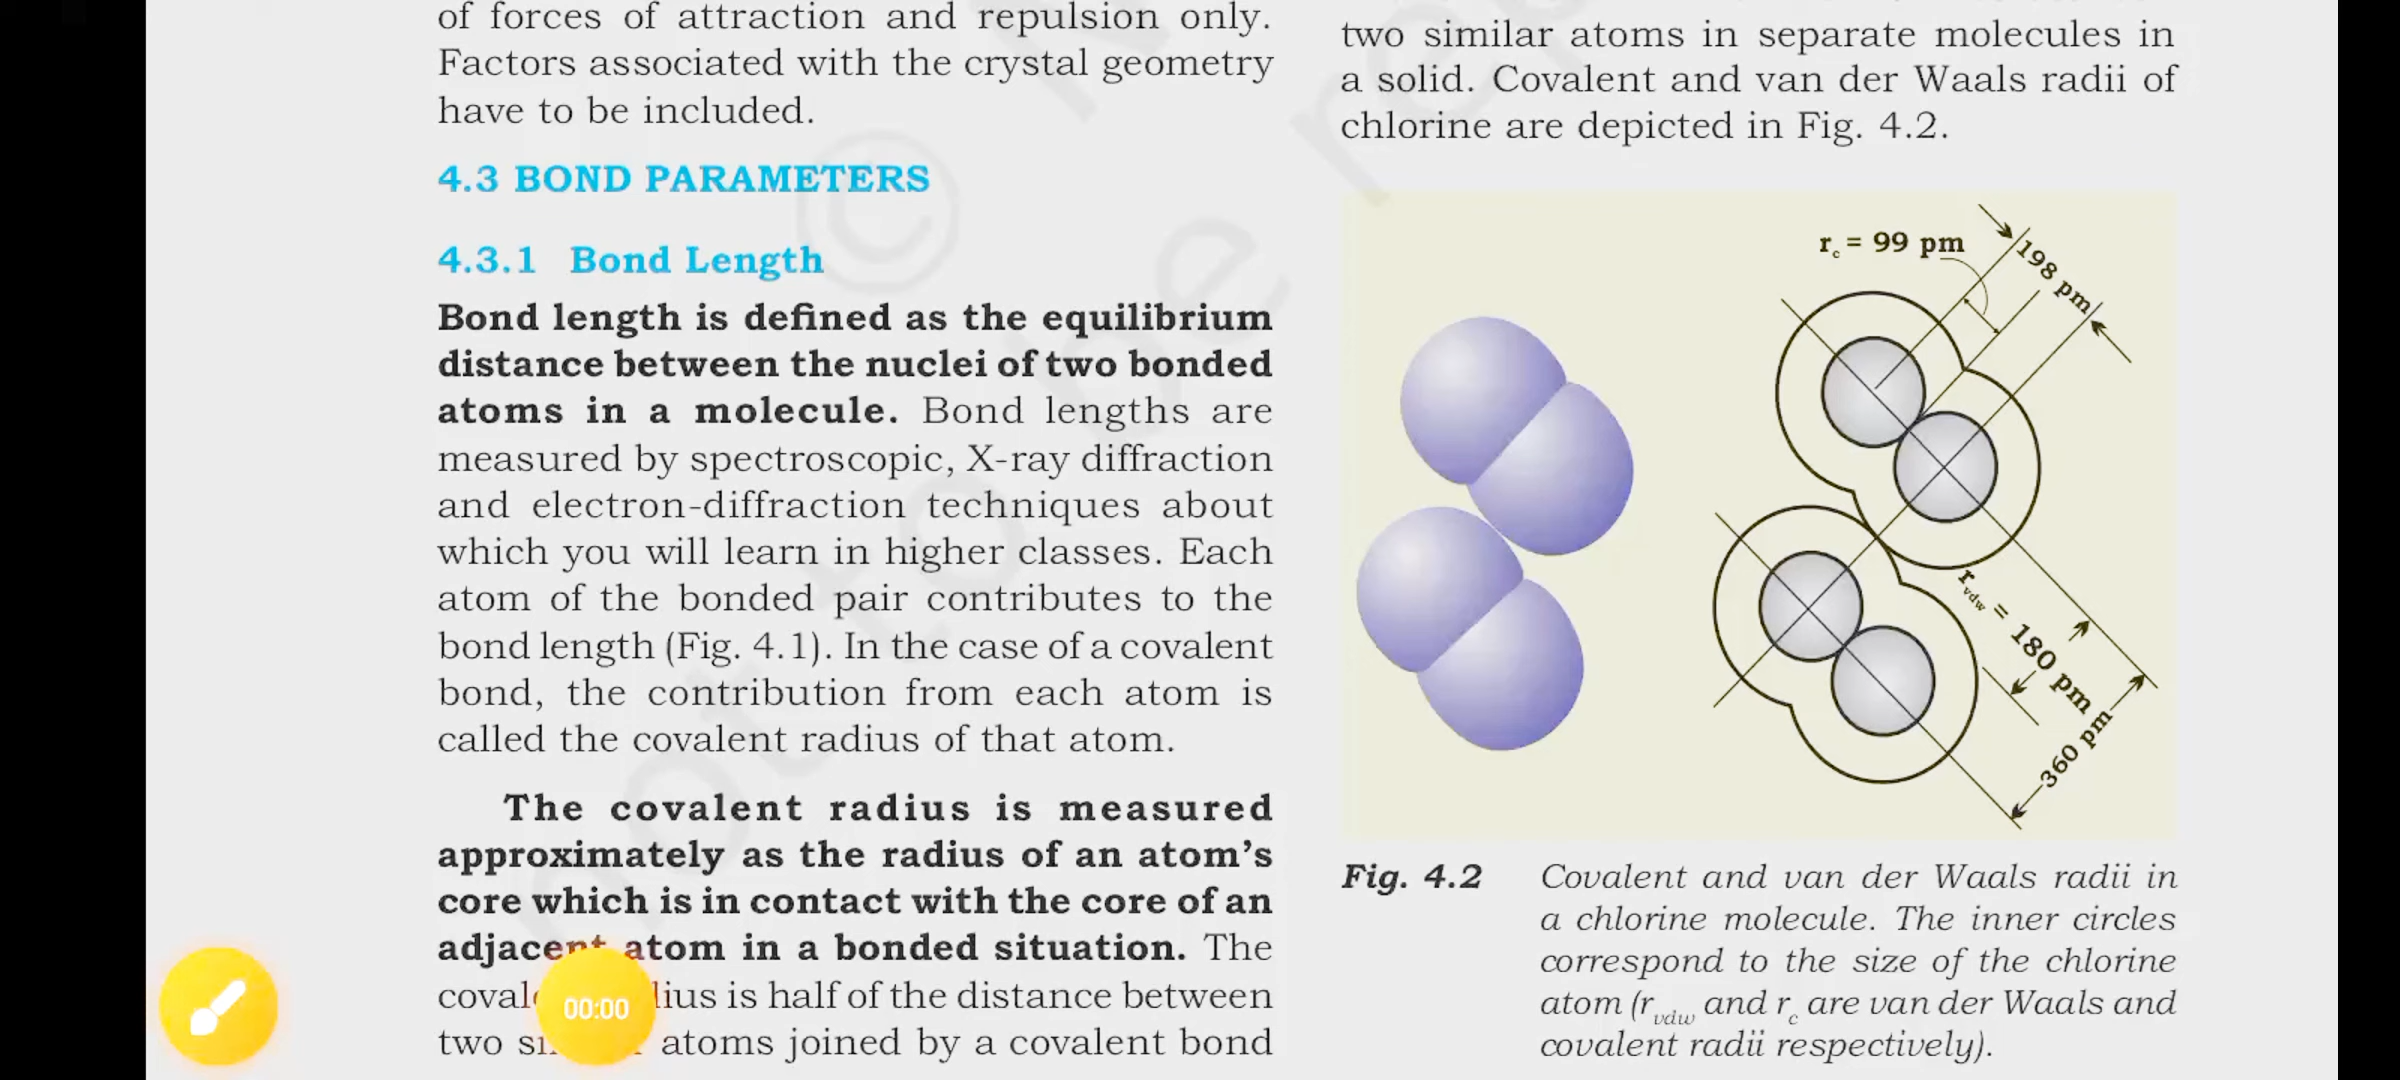 of forces of attraction and repulsion only.
Factors associated with the crystal geometry
have to be included.
4.3 BOND PARAMETERS
4.3.1 Bond Length
Bond length is defined as the equilibrium
distance between the nuclei of two bonded
atoms in a molecule. Bond lengths are
measured by spectroscopic, X-ray diffraction
and electron-diffraction techniques about
which you will learn in higher classes. Each
atom of the bonded pair contributes to the
bond length (Fig. 4.1). In the case of a covalent
bond, the contribution from each atom is
called the covalent radius of that atom.
The covalent radius is measured
approximately as the radius of an atom's
core which is in contact with the core of an
adjacent atom in a bonded situation. The
is half of the distance between
two atoms joined by a covalent bond
00:00
two similar atoms in separate molecules in
a solid. Covalent and van der Waals radii of
chlorine are depicted in Fig. 4.2.
rc = 99 pm
198 pm
rvdw = 180 pm
360 pm
Fig. 4.2 Covalent and van der Waals radii in
a chlorine molecule. The inner circles
correspond to the size of the chlorine
atom (rvdw and rc are van der Waals and
covalent radii respectively).
© 
not to be